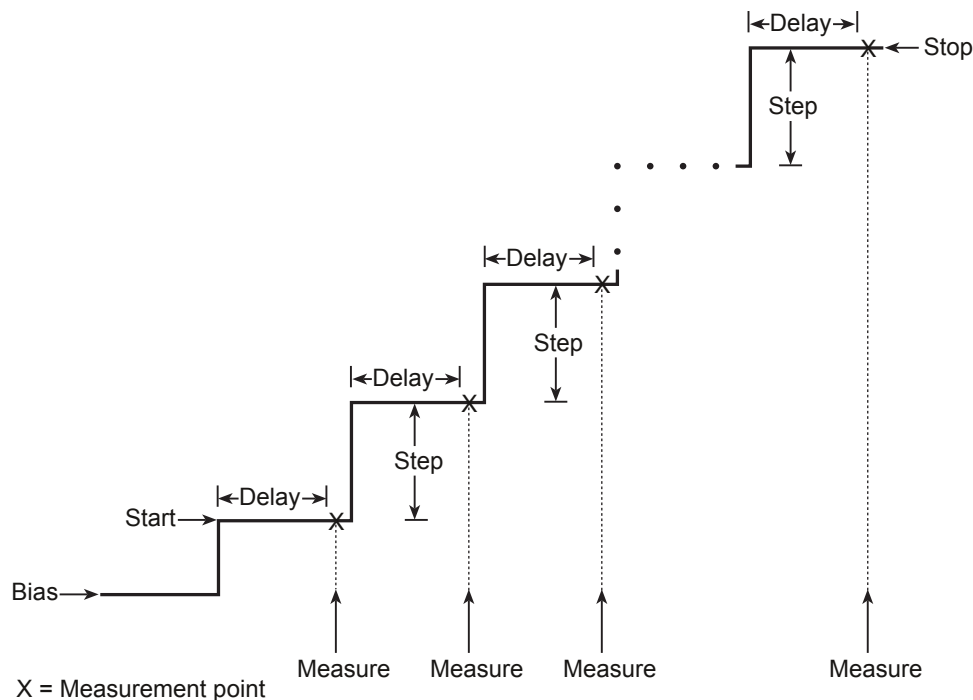 Delay
Stop
Step
Delay
Step
Delay
Step
Delay
Start
Bias
Measure Measure Measure Measure
X = Measurement point